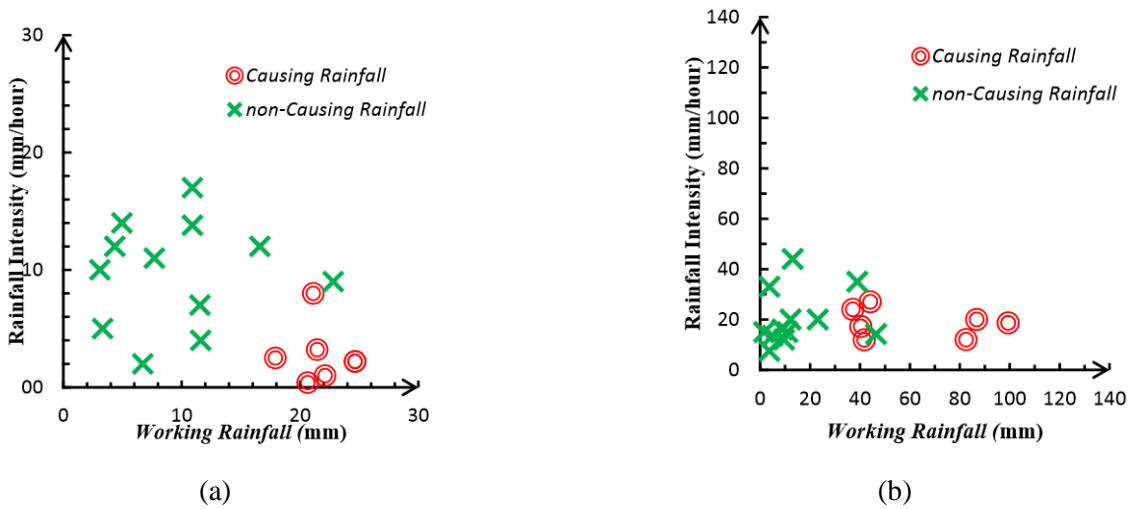 30
20
10
00
0
10
20
30
Rainfall Intensity (mm/hour)
Working Rainfall (mm)
Causing Rainfall
non-Causing Rainfall
(a)
140
120
100
80
60
40
20
0
0
20
40
60
80
100
120
140
Rainfall Intensity (mm/hour)
Working Rainfall (mm)
Causing Rainfall
non-Causing Rainfall
(b)